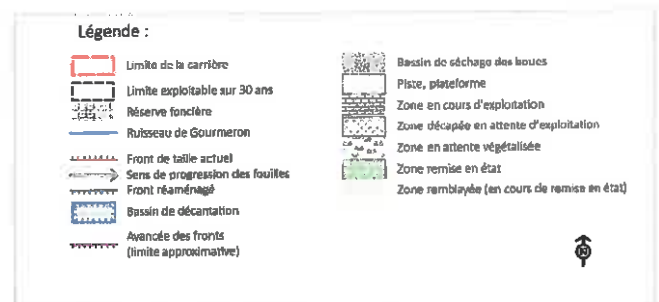 Légende :
Limite de la carrière
Limite exploitable sur 30 ans
Réserve foncière
Ruisseau de Gourmeron
Front de taille actuel
Sens de progression des fouilles
Front réaménagé
Bassin de décantation
Avancée des fronts
(limite approximative)
Bassin de séchage des boues
Piste, plateforme
Zone en cours d'exploitation
Zone décapée en attente d'exploitation
Zone en attente végétalisée
Zone remise en état
Zone remblayée (en cours de remise en état)
N